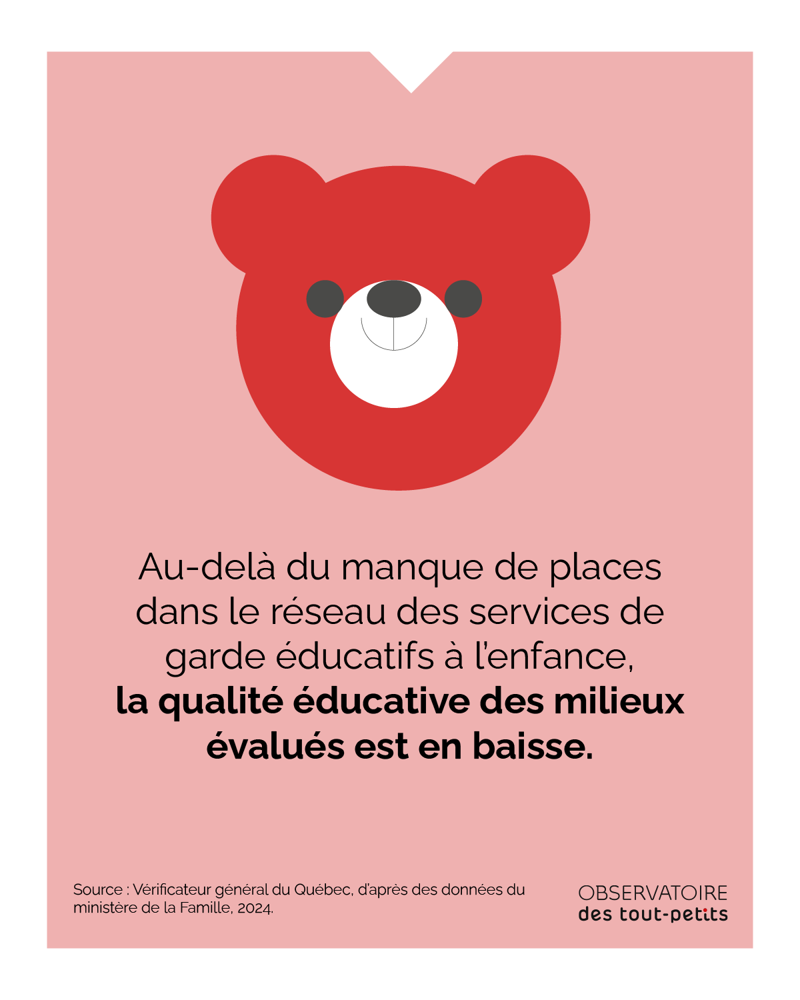 Au-delà du manque de places
dans le réseau des services de
garde éducatifs à l’enfance,
la qualité éducative des milieux
évalués est en baisse.
Source : Vérificateur général du Québec, d’après des données du
ministère de la Famille, 2024.
OBSERVATOIRE
des tout-petits